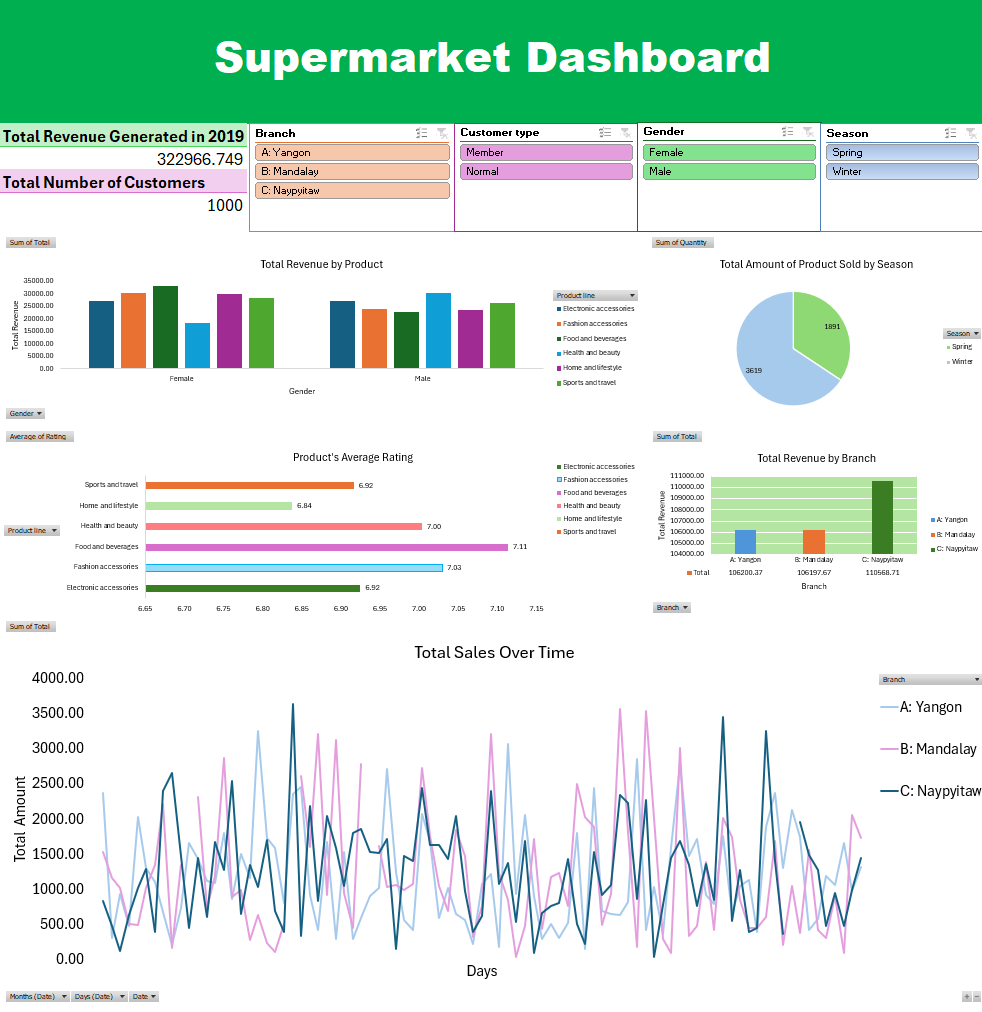 Supermarket Dashboard
Total Revenue Generated in 2019
322966.749
Total Number of Customers
1000
Branch
A: Yangon
B: Mandalay
C: Naypyitaw
Customer type
Member
Normal
Gender
Female
Male
Season
Spring
Winter
Sum of Total
Total Revenue by Product
Total Revenue
35000.00
30000.00
25000.00
20000.00
15000.00
10000.00
5000.00
0.00
Female
Male
Gender
Product line
Electronic accessories
Fashion accessories
Food and beverages
Health and beauty
Home and lifestyle
Sports and travel
Gender
Sum of Quantity
Total Amount of Product Sold by Season
1891
3619
Season
Spring
Winter
Average of Rating
Product's Average Rating
Product line
Sports and travel
6.92
Home and lifestyle
6.84
Health and beauty
7.00
Food and beverages
7.11
Fashion accessories
7.03
Electronic accessories
6.92
6.65 6.70 6.75 6.80 6.85 6.90 6.95 7.00 7.05 7.10 7.15
Electronic accessories
Fashion accessories
Food and beverages
Health and beauty
Home and lifestyle
Sports and travel
Sum of Total
Total Revenue by Branch
Total Revenue
111000.00
110000.00
109000.00
108000.00
107000.00
106000.00
105000.00
104000.00
A: Yangon B: Mandalay C: Naypyitaw
Total 106200.37 106197.67 110568.71
Branch
A: Yangon
B: Mandalay
C: Naypyitaw
Branch
Sum of Total
Total Sales Over Time
Total Amount
4000.00
3500.00
3000.00
2500.00
2000.00
1500.00
1000.00
500.00
0.00
Days
Branch
A: Yangon
B: Mandalay
C: Naypyitaw
Months (Date) Days (Date) Date